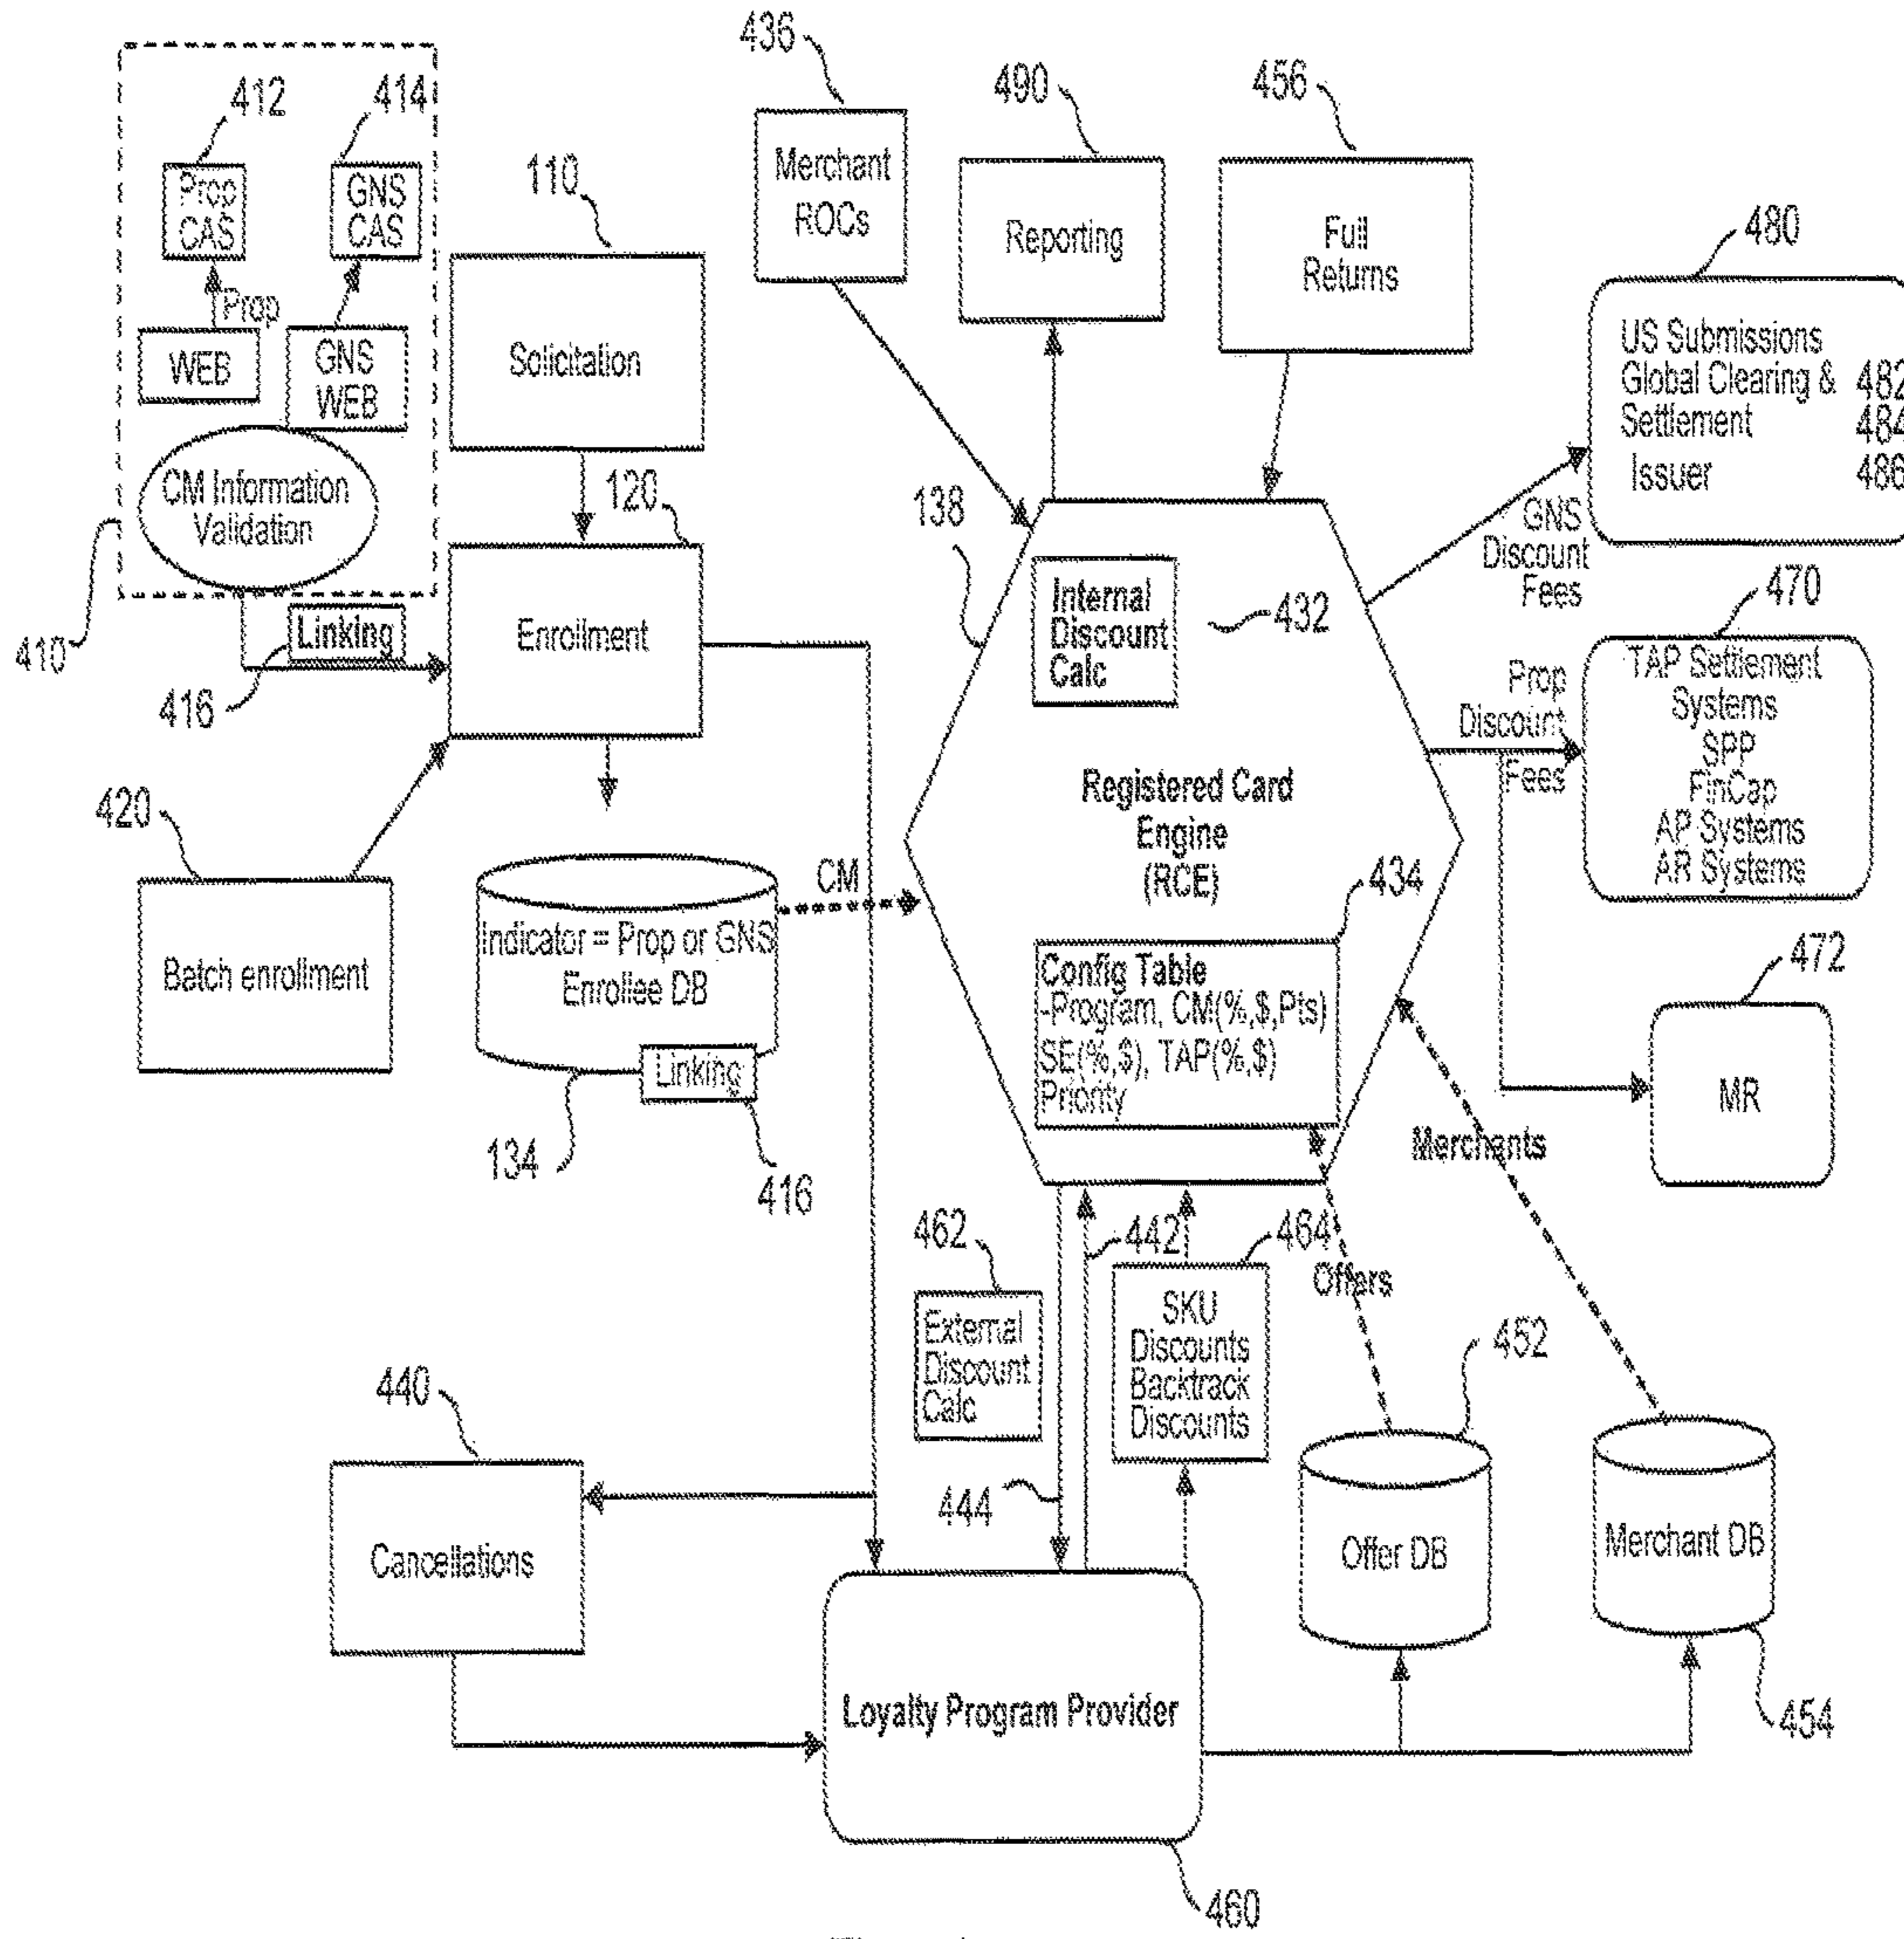 436
490
456
412
414
Prop
CAS
GNS
CAS
110
Merchant
ROCs
Reporting
Full
Returns
480
Prop
WEB
GNS
WEB
Solicitation
US Submissions
Global Clearing & 482
Settlement 484
Issuer 486
CM Information
Validation
120
138
GNS
Discount
Fees
410
Linking
416
Enrollment
Internal
Discount
Calc
432
470
TAP Settlement
Systems
SPP
FinCap
AP Systems
AR Systems
Prop
Discount
Fees
420
Batch enrollment
Registered Card
Engine
(RCE)
CM
434
Indicator = Prop or GNS
Enrollee DB
Linking
134
416
Config Table
-Program, CM(%,$,Pts)
SE(%,$), TAP(%,$)
Priority
472
MR
Merchants
462
442
464
Offers
External
Discount
Calc
SKU
Discounts
Backtrack
Discounts
452
440
444
Cancellations
Offer DB
Merchant DB
Loyalty Program Provider
454
460